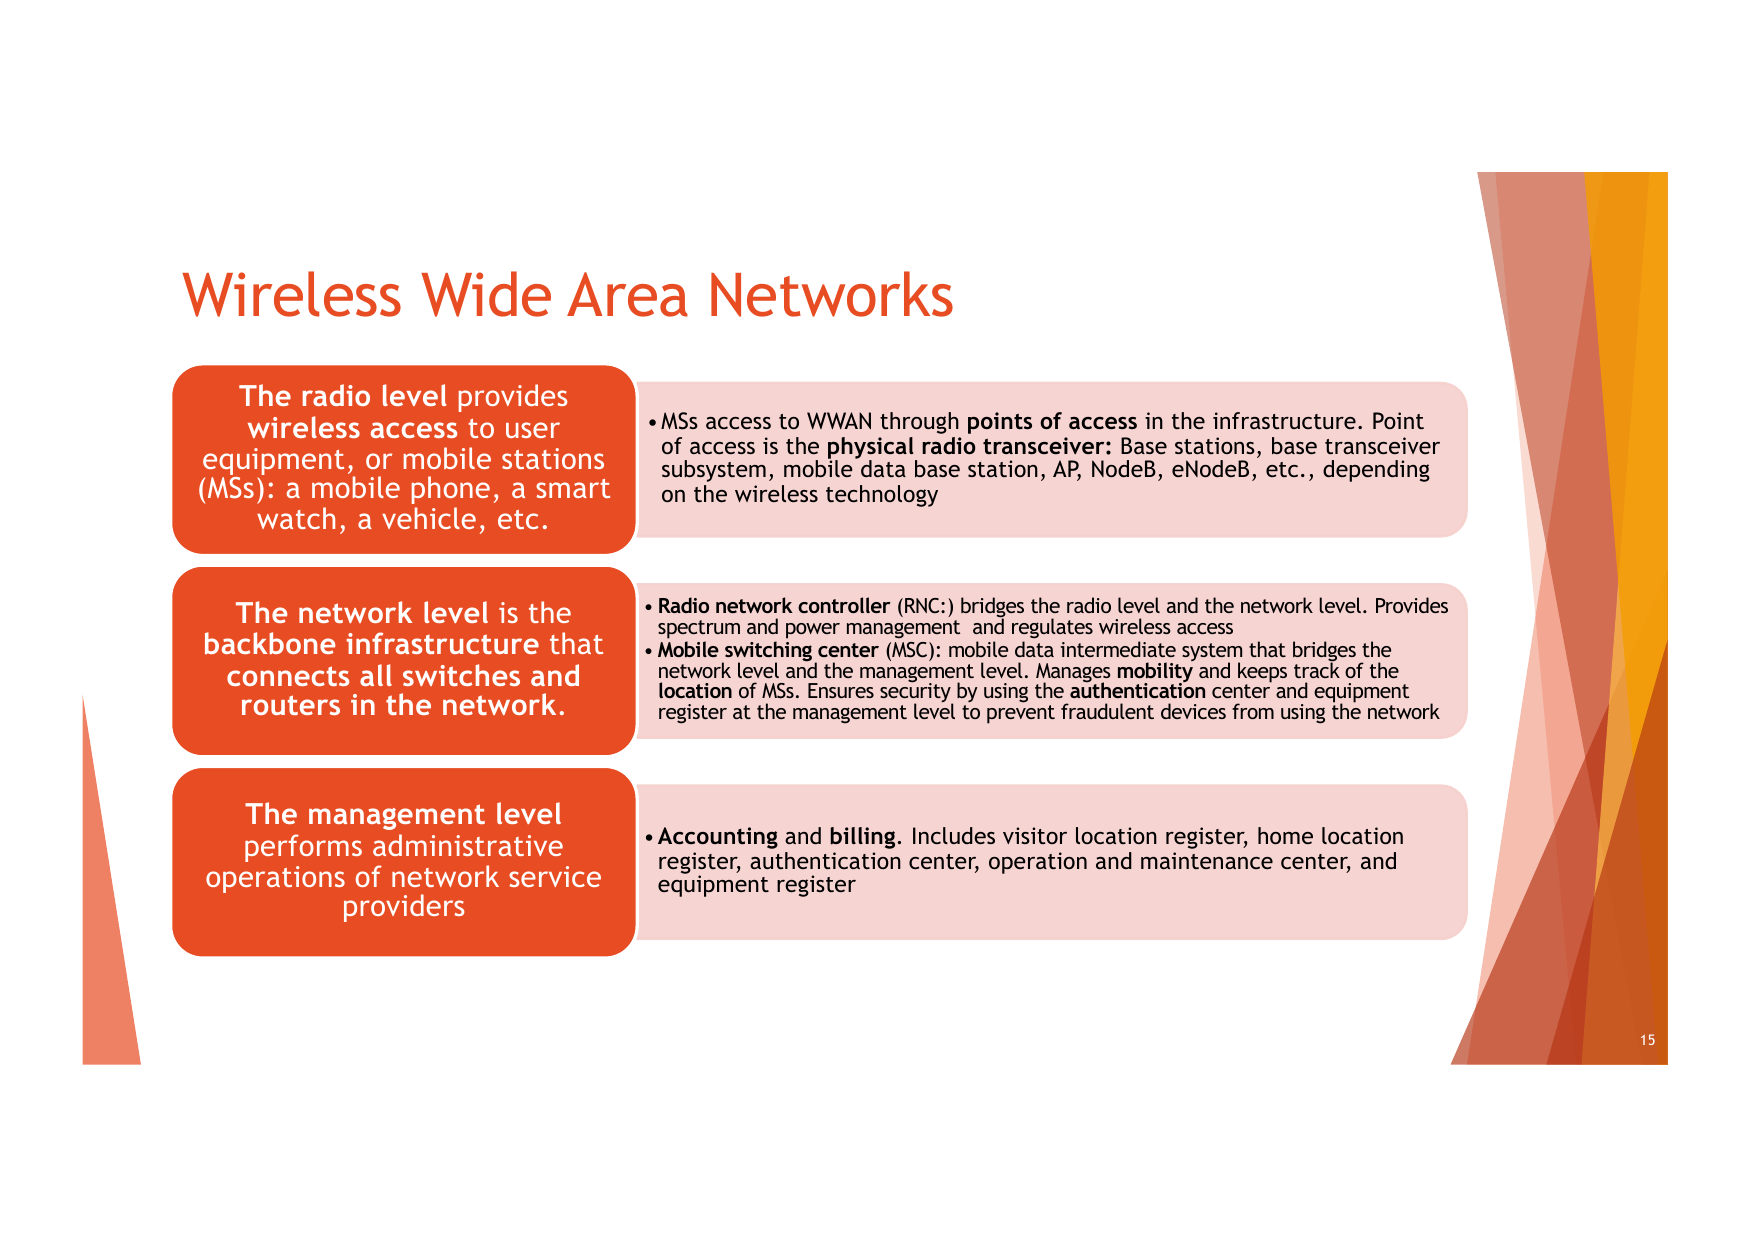 Wireless Wide Area Networks
The radio level provides
wireless access to user
equipment, or mobile stations
(MSs): a mobile phone, a smart
watch, a vehicle, etc.
• MSs access to WWAN through points of access in the infrastructure. Point
of access is the physical radio transceiver: Base stations, base transceiver
subsystem, mobile data base station, AP, NodeB, eNodeB, etc., depending
on the wireless technology
The network level is the
backbone infrastructure that
connects all switches and
routers in the network.
• Radio network controller (RNC:) bridges the radio level and the network level. Provides
spectrum and power management  and regulates wireless access
• Mobile switching center (MSC): mobile data intermediate system that bridges the
network level and the management level. Manages mobility and keeps track of the
location of MSs. Ensures security by using the authentication center and equipment
register at the management level to prevent fraudulent devices from using the network
The management level
performs administrative
operations of network service
providers
• Accounting and billing. Includes visitor location register, home location
register, authentication center, operation and maintenance center, and
equipment register
15